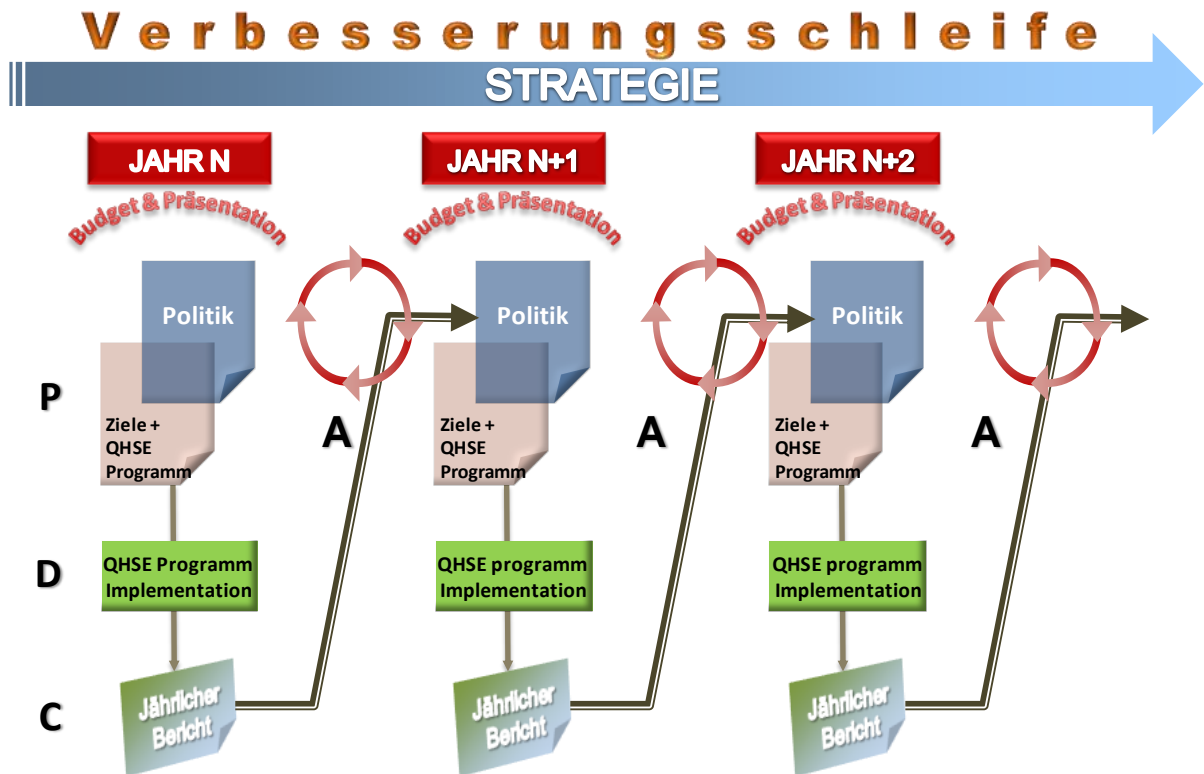 Verbesserungsschleife
STRATEGIE
JAHR N
JAHR N+1
JAHR N+2
Budget & Präsentation
Budget & Präsentation
Budget & Präsentation
Politik
Politik
Politik
P
Ziele +
QHSE
Programm
A
Ziele +
QHSE
Programm
A
Ziele +
QHSE
Programm
A
D
QHSE Programm
Implementation
QHSE programm
Implementation
QHSE programm
Implementation
C
Jährlicher
Bericht
Jährlicher
Bericht
Jährlicher
Bericht